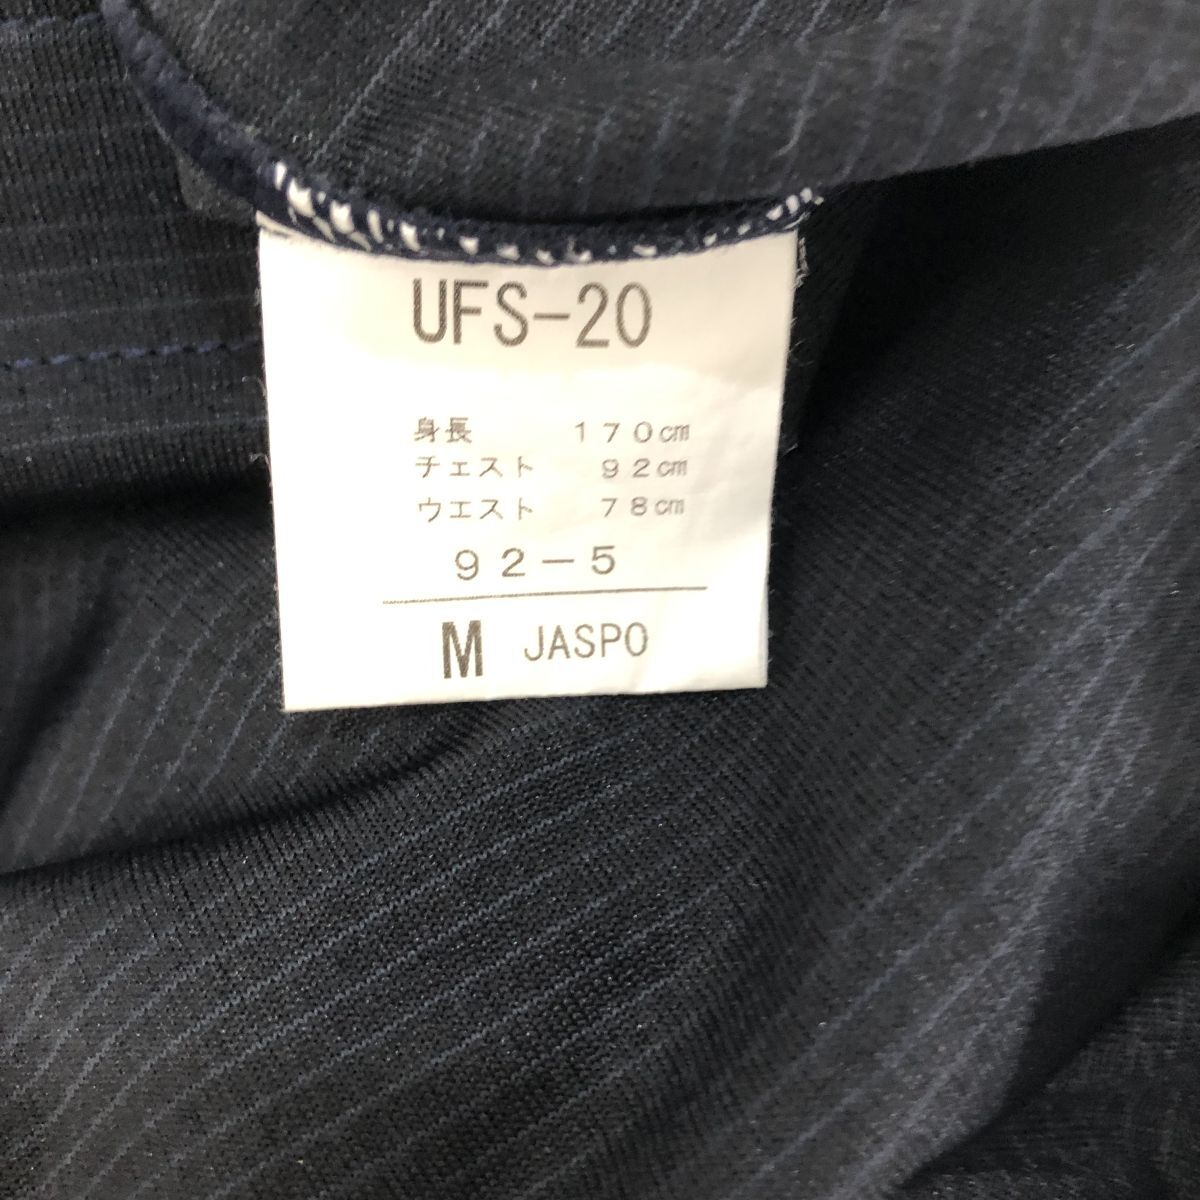 UFS-20
身長 170㎝
チェスト 92㎝
ウエスト 78㎝
92-5
M JASPO